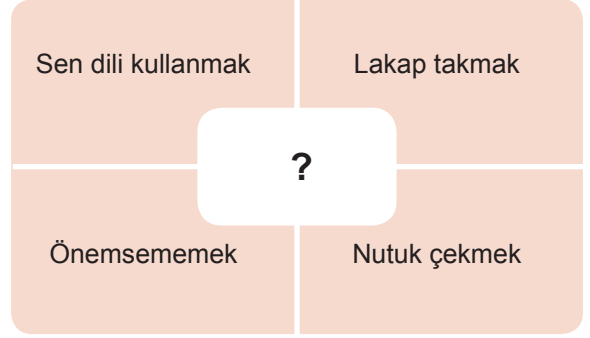 Sen dili kullanmak
Lakap takmak
?
Önemsememek
Nutuk çekmek